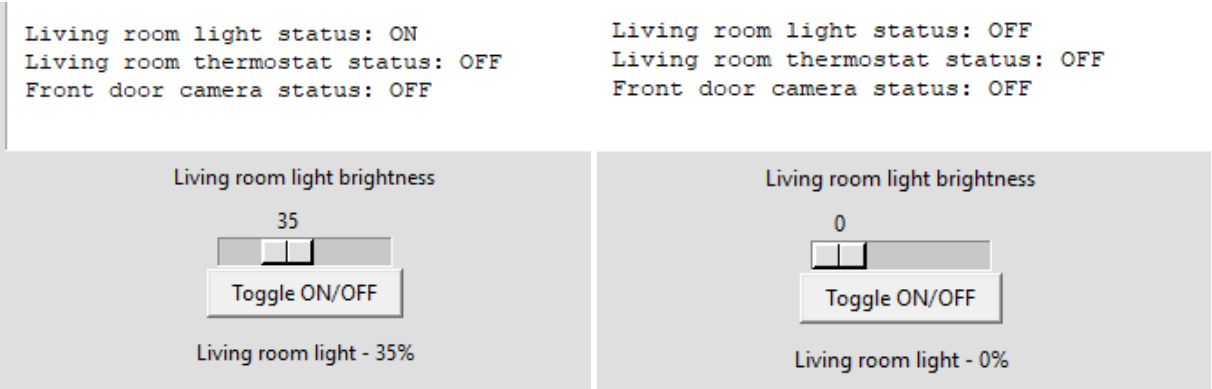 Living room light status: ON
Living room thermostat status: OFF
Front door camera status: OFF
Living room light brightness
35
Toggle ON/OFF
Living room light - 35%
Living room light status: OFF
Living room thermostat status: OFF
Front door camera status: OFF
Living room light brightness
0
Toggle ON/OFF
Living room light - 0%